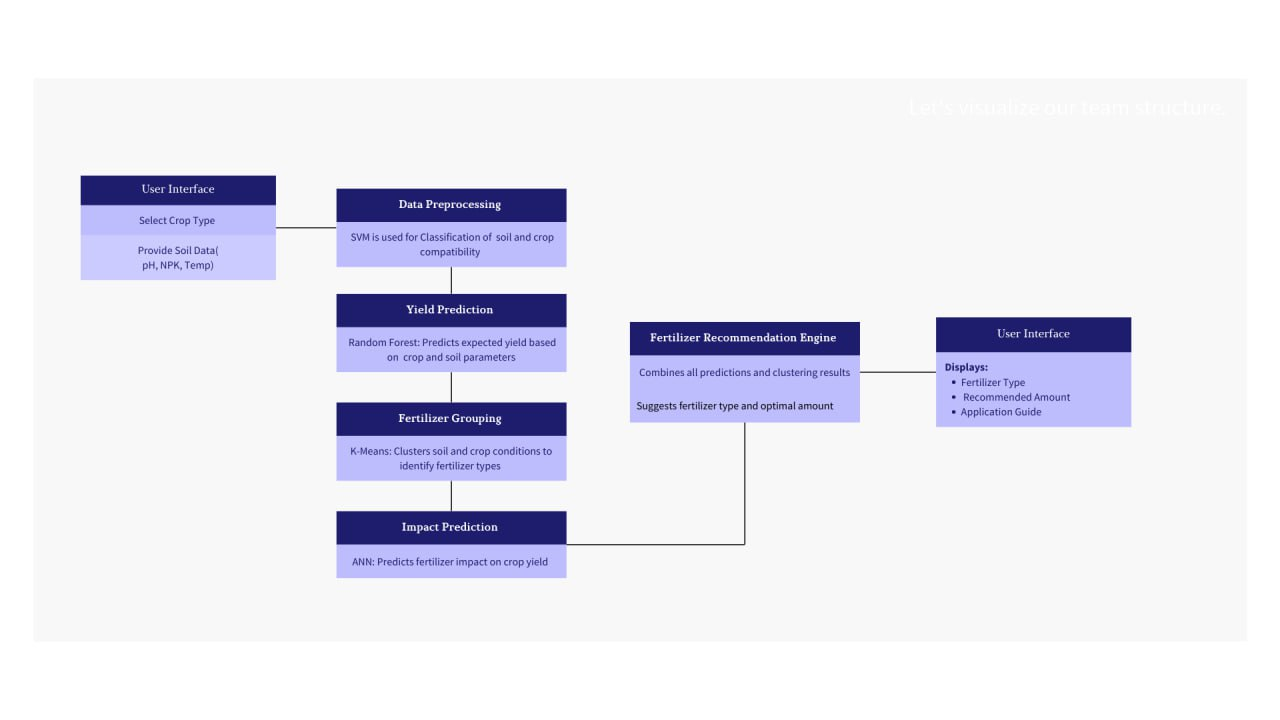 Let's visualize our team structure.
User Interface
Select Crop Type
Provide Soil Data(
pH, NPK, Temp)
Data Preprocessing
SVM is used for Classification of soil and crop
compatibility
Yield Prediction
Random Forest: Predicts expected yield based
on crop and soil parameters
Fertilizer Grouping
K-Means: Clusters soil and crop conditions to
identify fertilizer types
Impact Prediction
ANN: Predicts fertilizer impact on crop yield
Fertilizer Recommendation Engine
Combines all predictions and clustering results
Suggests fertilizer type and optimal amount
User Interface
Displays:
• Fertilizer Type
• Recommended Amount
• Application Guide